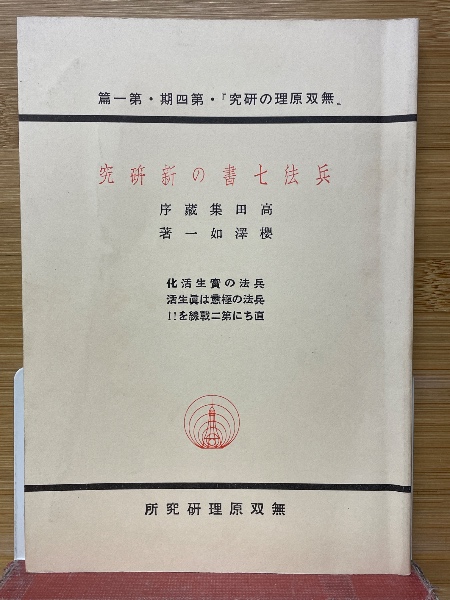 „無双原理の研究』・第四期・第一篇
兵法七書の新研究
高田集蔵序
櫻澤如一著
兵法の實生活化
兵法の極意は眞生活
直ちに第二戰線を!!
無双原理研究所